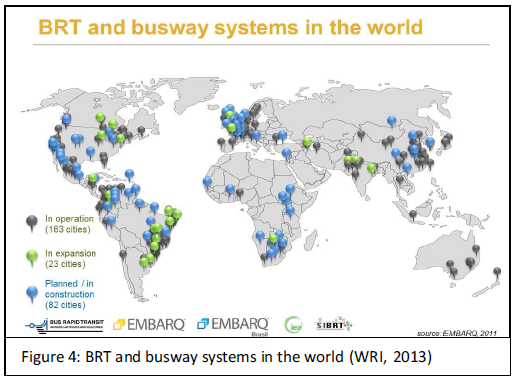 BRT and busway systems in the world
In operation
(163 cities)
In expansion
(23 cities)
Planned / in
construction
(82 cities)
BUS RAPID TRANSIT
EMBARQ
EMBARQ
Brasil
iea
SIBRT
source: EMBARQ, 2011
Figure 4: BRT and busway systems in the world (WRI, 2013)